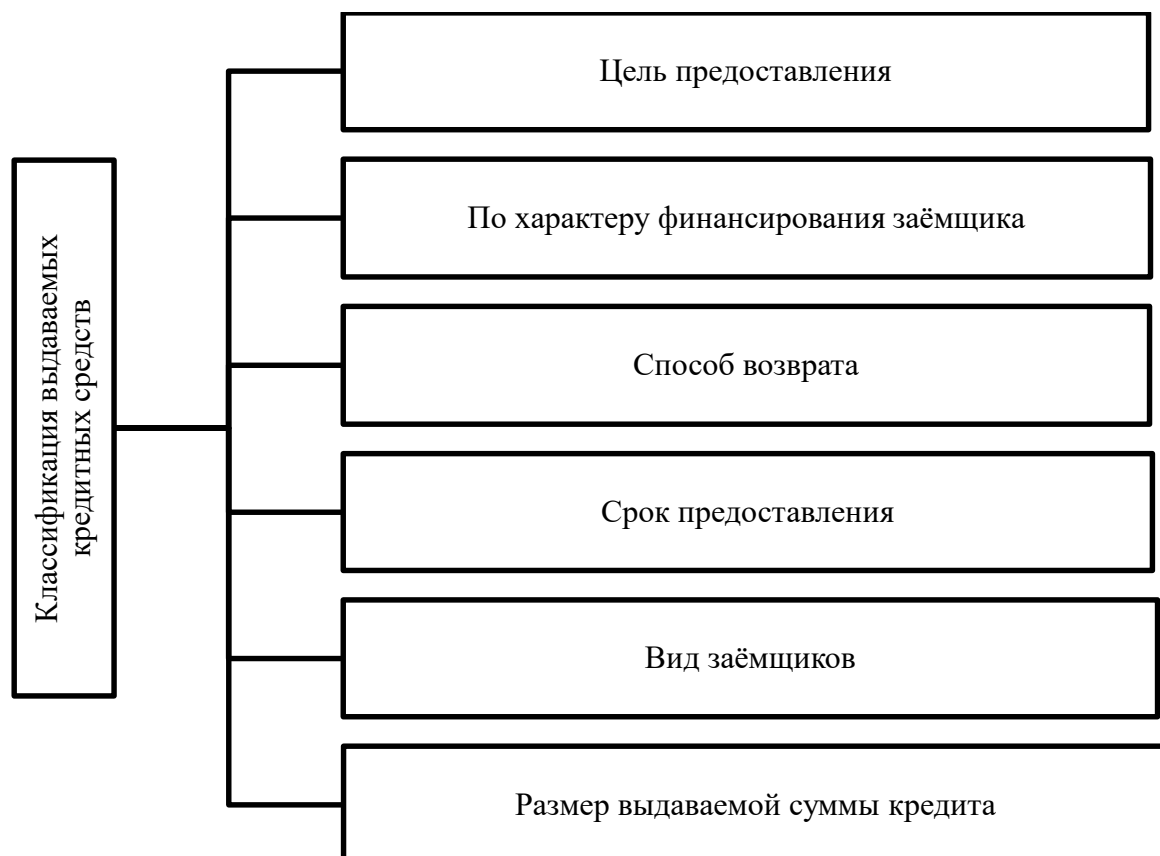 Классификация выдаваемых
кредитных средств
Цель предоставления
По характеру финансирования заёмщика
Способ возврата
Срок предоставления
Вид заёмщиков
Размер выдаваемой суммы кредита